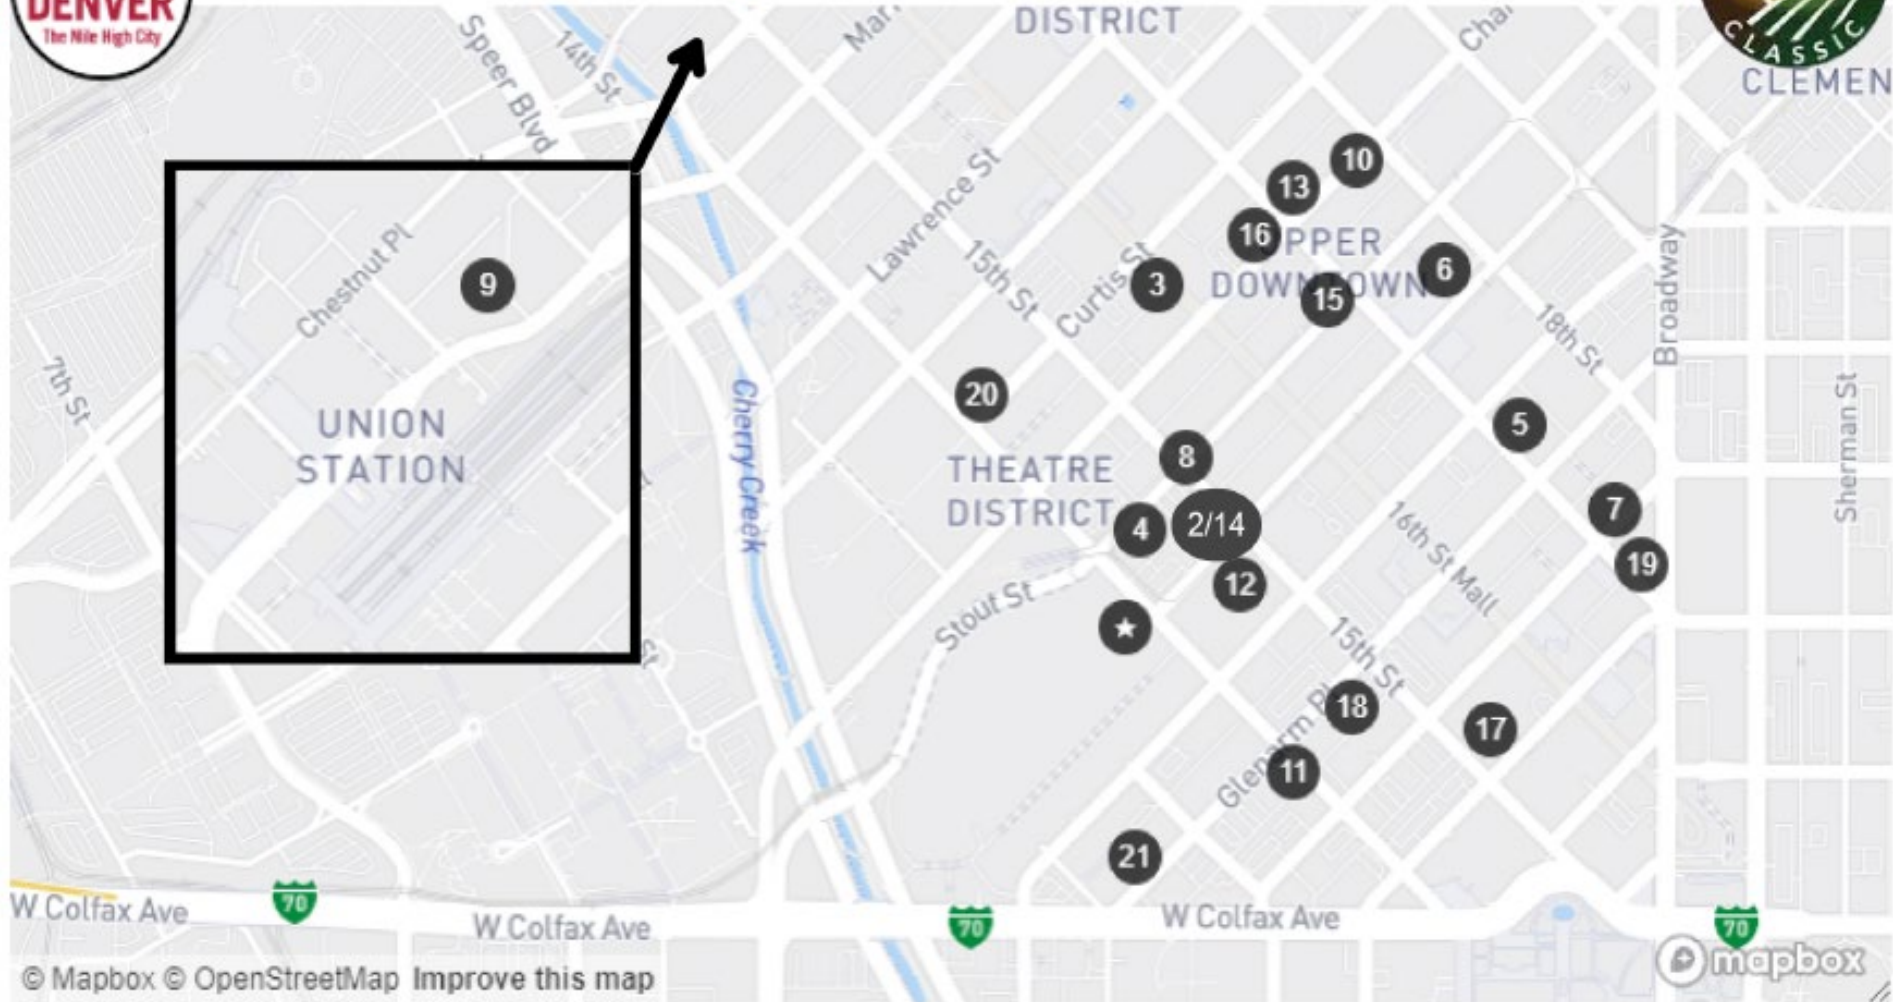 DENVER
The Mile High City
Speer Blvd
14th St
Mar
DISTRICT
Cha
CLASSIC
CLEMEN
10
13
Lawrence St
16
UPPER
DOWNTOWN
15th St
Curtis St
3
6
15
Broadway
Chestnut Pl
9
18th St
7th St
20
UNION
STATION
Cherry Creek
5
Sherman St
THEATRE
DISTRICT
8
4
2/14
7
16th St Mall
19
12
Stout St
★
St
15th St
Glenarm Pl
18
17
11
21
70
W Colfax Ave
W Colfax Ave
70
W Colfax Ave
70
© Mapbox © OpenStreetMap Improve this map
mapbox